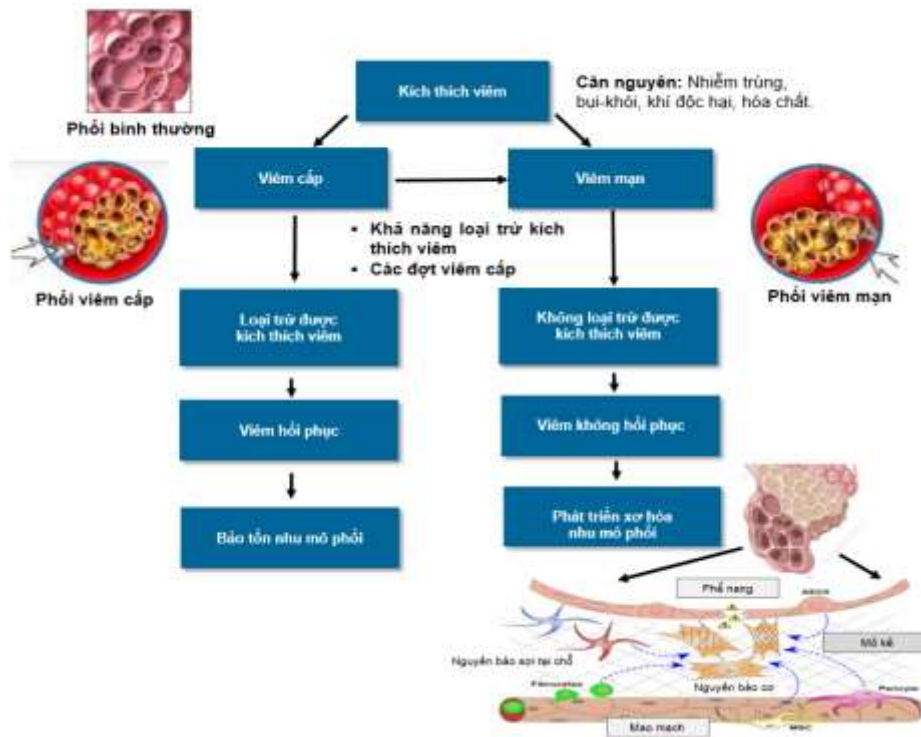 Kích thích viêm
Căn nguyên: Nhiễm trùng,
bụi-khói, khí độc hại, hóa chất.
Phổi bình thường
Viêm cấp
Viêm mạn
• Khả năng loại trừ kích
thích viêm
• Các đợt viêm cấp
Phổi viêm cấp
Phổi viêm mạn
Loại trừ được
kích thích viêm
Không loại trừ được
kích thích viêm
Viêm hồi phục
Viêm không hồi phục
Bảo tồn nhu mô phổi
Phát triển xơ hóa
nhu mô phổi
Phế nang
Mô kẽ
Nguyên bào sợi tại chỗ
Fibrocytes
Nguyên bào cơ
Pericyte
Mao mạch
MSC